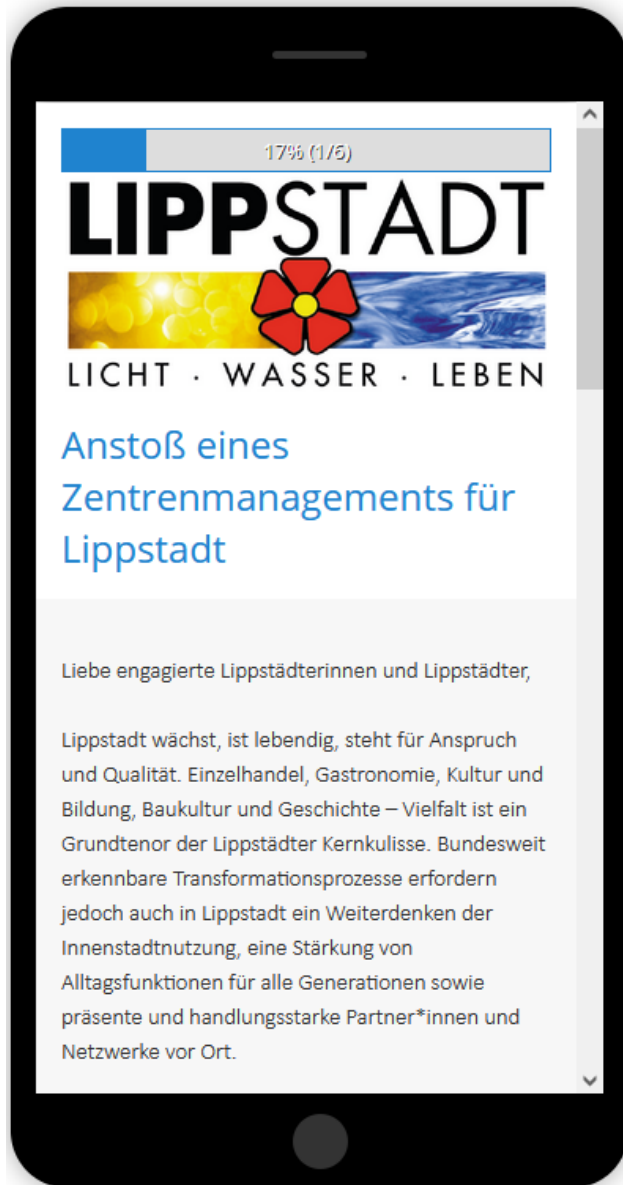 17% (1/6)
LIPPSTADT
LICHT · WASSER · LEBEN
Anstoß eines
Zentrenmanagements für
Lippstadt
Liebe engagierte Lippstädterinnen und Lippstädter,
Lippstadt wächst, ist lebendig, steht für Anspruch
und Qualität. Einzelhandel, Gastronomie, Kultur und
Bildung, Baukultur und Geschichte – Vielfalt ist ein
Grundtenor der Lippstädter Kernkulisse. Bundesweit
erkennbare Transformationsprozesse erfordern
jedoch auch in Lippstadt ein Weiterdenken der
Innenstadtnutzung, eine Stärkung von
Alltagsfunktionen für alle Generationen sowie
präsente und handlungsstarke Partner*innen und
Netzwerke vor Ort.